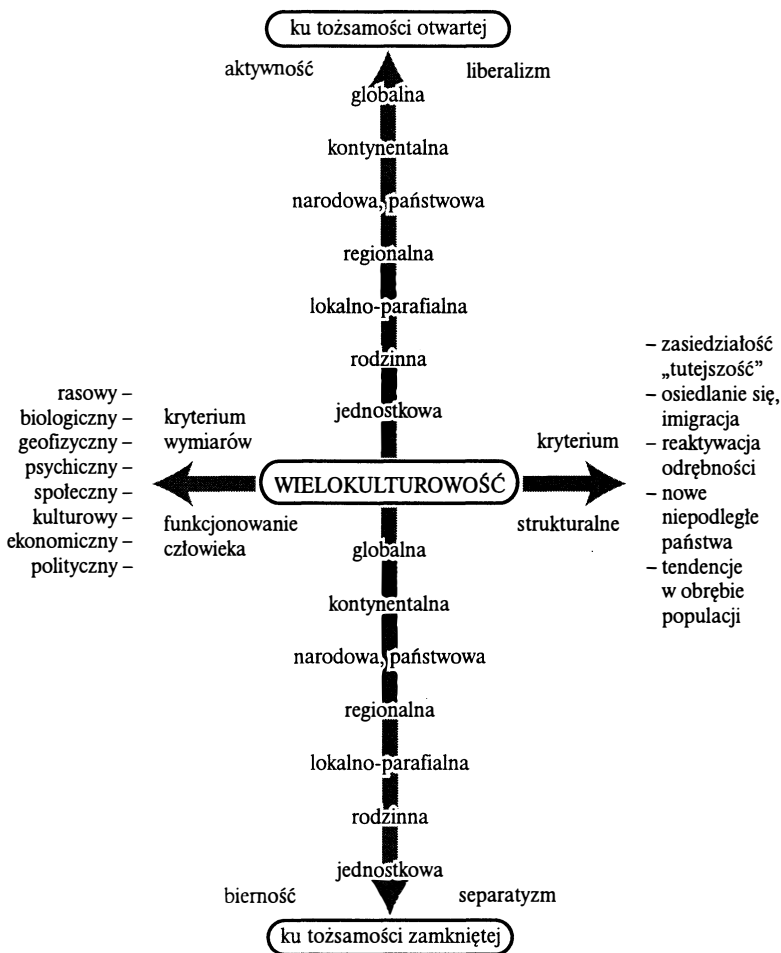 ku tożsamości otwartej
aktywność
liberalizm
globalna
kontynentalna
narodowa, państwowa
regionalna
lokalno-parafialna
rodzinna
jednostkowa
rasowy –
biologiczny –
geofizyczny –
psychiczny –
społeczny –
kulturowy –
ekonomiczny –
polityczny –
kryterium
wymiarów
funkcjonowanie
człowieka
WIELOKULTUROWOŚĆ
kryterium
strukturalne
– zasiedziałość
„tutejszość”
– osiedlanie się,
imigracja
– reaktywacja
odrębności
– nowe
niepodległe
państwa
– tendencje
w obrębie
populacji
globalna
kontynentalna
narodowa, państwowa
regionalna
lokalno-parafialna
rodzinna
jednostkowa
bierność
separatyzm
ku tożsamości zamkniętej